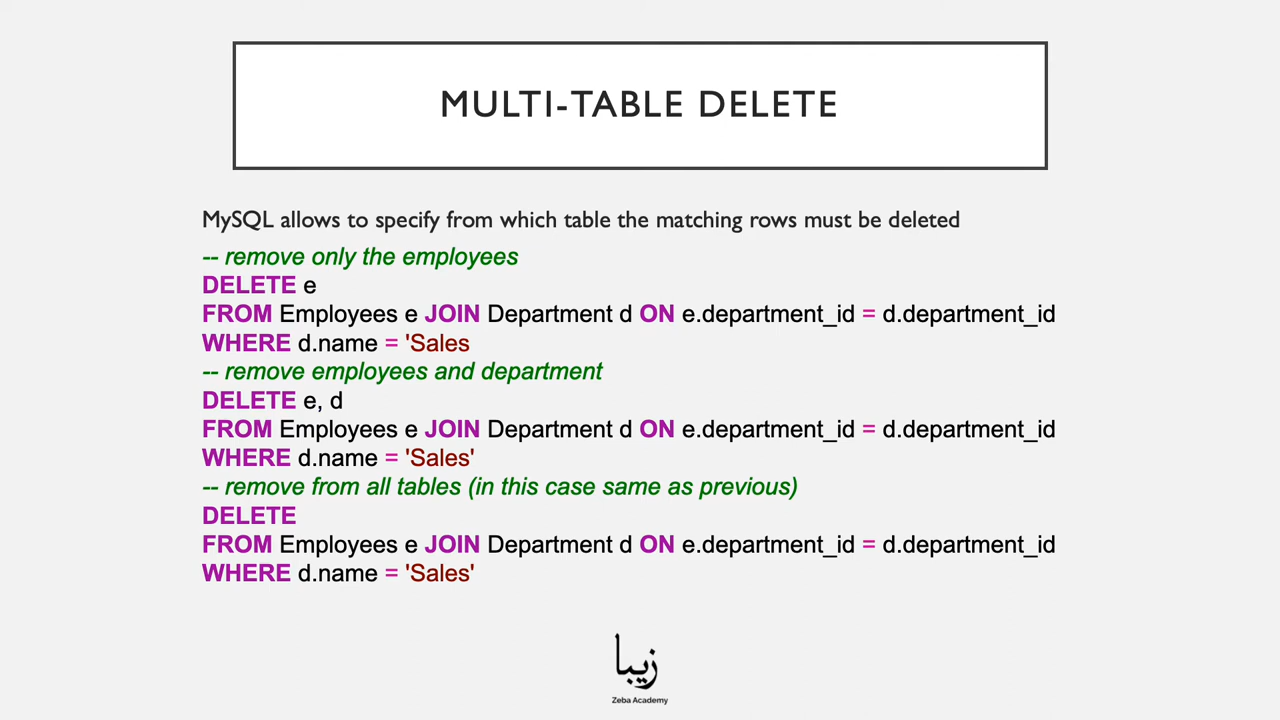 MULTI-TABLE DELETE
MySQL allows to specify from which table the matching rows must be deleted
-- remove only the employees
DELETE e
FROM Employees e JOIN Department d ON e.department_id = d.department_id
WHERE d.name = 'Sales
-- remove employees and department
DELETE e, d
FROM Employees e JOIN Department d ON e.department_id = d.department_id
WHERE d.name = 'Sales'
-- remove from all tables (in this case same as previous)
DELETE
FROM Employees e JOIN Department d ON e.department_id = d.department_id
WHERE d.name = 'Sales'
زيبا
Zeba Academy